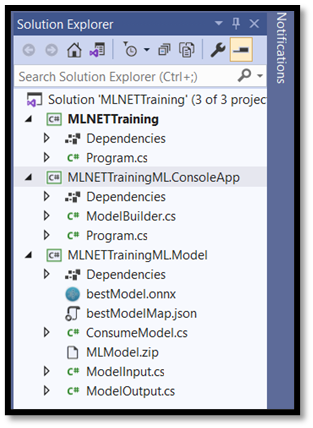 Solution Explorer
Notifications
Search Solution Explorer (Ctrl+;)
Solution 'MLNETTraining' (3 of 3 projec
C# MLNETTraining
Dependencies
C# Program.cs
C# MLNETTrainingML.ConsoleApp
Dependencies
C# ModelBuilder.cs
C# Program.cs
C# MLNETTrainingML.Model
Dependencies
bestModel.onnx
bestModelMap.json
C# ConsumeModel.cs
MLModel.zip
C# ModelInput.cs
C# ModelOutput.cs